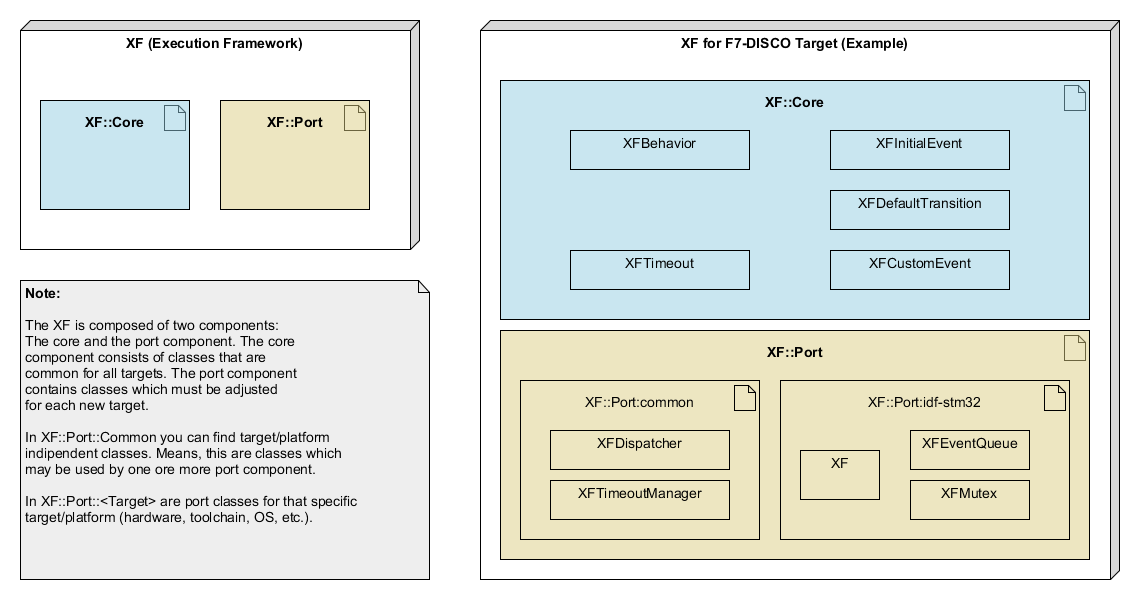 XF (Execution Framework)
XF::Core
XF::Port
Note:
The XF is composed of two components:
The core and the port component. The core
component consists of classes that are
common for all targets. The port component
contains classes which must be adjusted
for each new target.
In XF::Port::Common you can find target/platform
indipendent classes. Means, this are classes which
may be used by one ore more port component.
In XF::Port::<Target> are port classes for that specific
target/platform (hardware, toolchain, OS, etc.).
XF for F7-DISCO Target (Example)
XF::Core
XFBehavior
XFInitialEvent
XFDefaultTransition
XFTimeout
XFCustomEvent
XF::Port
XF::Port:common
XFDispatcher
XFTimeoutManager
XF::Port:idf-stm32
XF
XFEventQueue
XFMutex